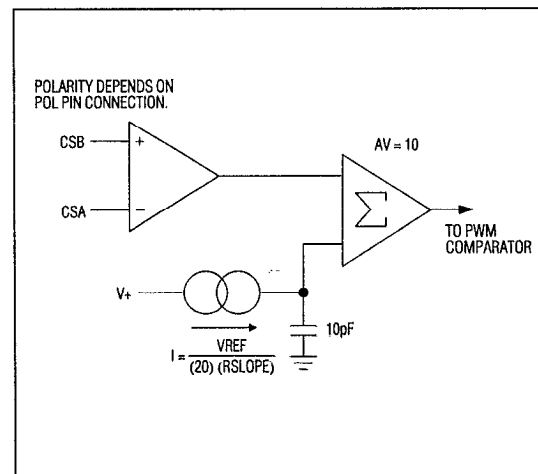 POLARITY DEPENDS ON
POL PIN CONNECTION.
CSB
+
CSA
−
AV = 10
Σ
TO PWM
COMPARATOR
V+
10pF
I = VREF
(20) (RSLOPE)